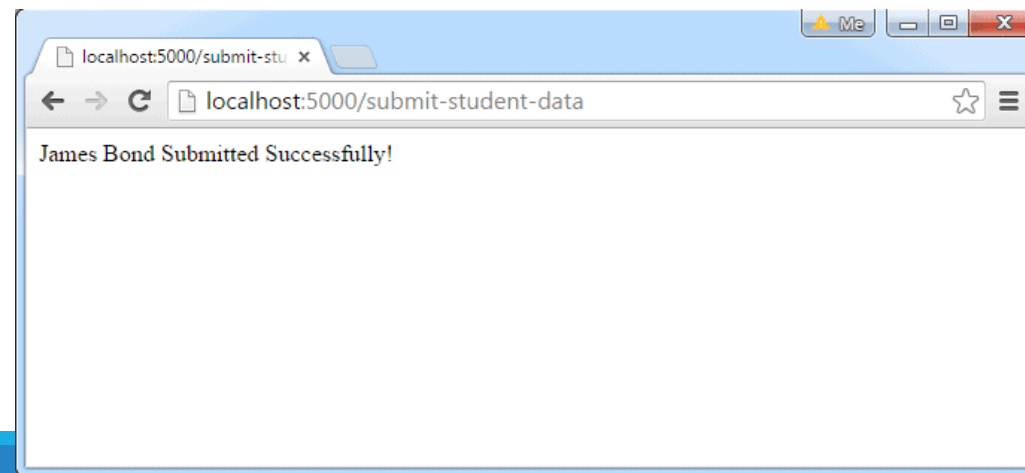 Me
localhost:5000/submit-stu
localhost:5000/submit-student-data
James Bond Submitted Successfully!